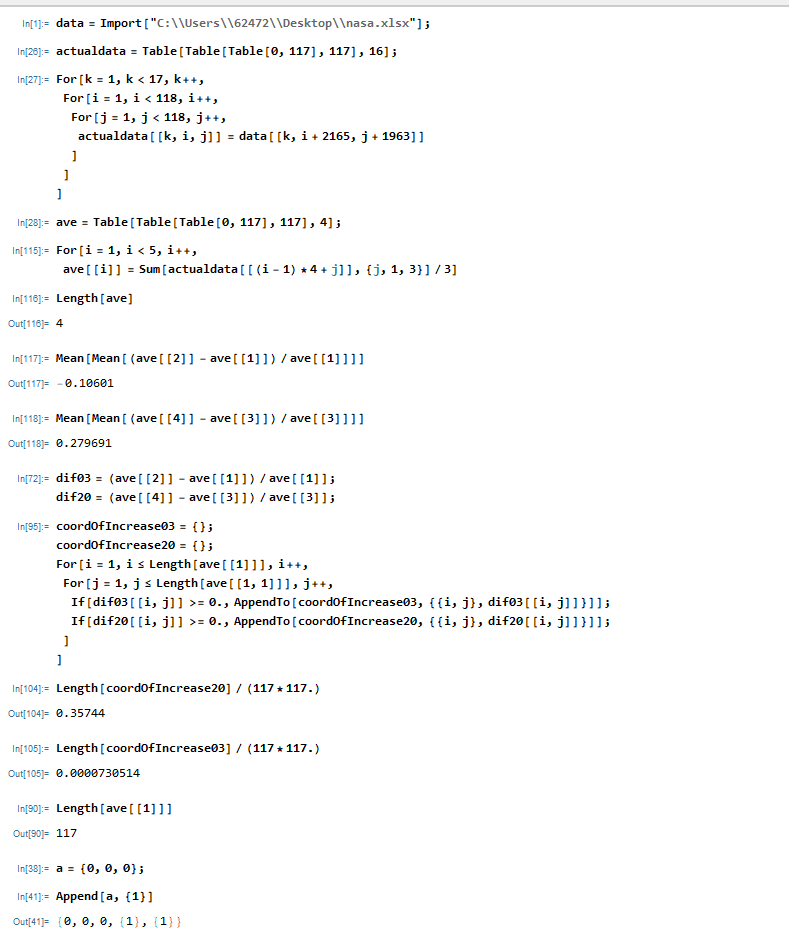 In[1]:= data = Import["C:\\Users\\62472\\Desktop\\nasa.xlsx"];
In[26]:= actualdata = Table[Table[Table[0, 117], 117], 16];
In[27]:= For[k = 1, k < 17, k++,
For[i = 1, i < 118, i++,
For[j = 1, j < 118, j++,
actualdata[[k, i, j]] = data[[k, i + 2165, j + 1963]]
]
]
]
In[28]:= ave = Table[Table[Table[0, 117], 117], 4];
In[115]:= For[i = 1, i < 5, i++,
ave[[i]] = Sum[actualdata[[(i - 1) * 4 + j]], {j, 1, 3}] / 3]
In[116]:= Length[ave]
Out[116]= 4
In[117]:= Mean[Mean[(ave[[2]] - ave[[1]]) / ave[[1]]]]
Out[117]= -0.10601
In[118]:= Mean[Mean[(ave[[4]] - ave[[3]]) / ave[[3]]]]
Out[118]= 0.279691
In[72]:= dif03 = (ave[[2]] - ave[[1]]) / ave[[1]];
dif20 = (ave[[4]] - ave[[3]]) / ave[[3]];
In[95]:= coordOfIncrease03 = {};
coordOfIncrease20 = {};
For[i = 1, i ≤ Length[ave[[1]]], i++,
For[j = 1, j ≤ Length[ave[[1, 1]]], j++,
If[dif03[[i, j]] >= 0., AppendTo[coordOfIncrease03, {{i, j}, dif03[[i, j]]}]];
If[dif20[[i, j]] >= 0., AppendTo[coordOfIncrease20, {{i, j}, dif20[[i, j]]}]];
]
]
In[104]:= Length[coordOfIncrease20] / (117 * 117.)
Out[104]= 0.35744
In[105]:= Length[coordOfIncrease03] / (117 * 117.)
Out[105]= 0.0000730514
In[90]:= Length[ave[[1]]]
Out[90]= 117
In[38]:= a = {0, 0, 0};
In[41]:= Append[a, {1}]
Out[41]= {0, 0, 0, {1}, {1}}